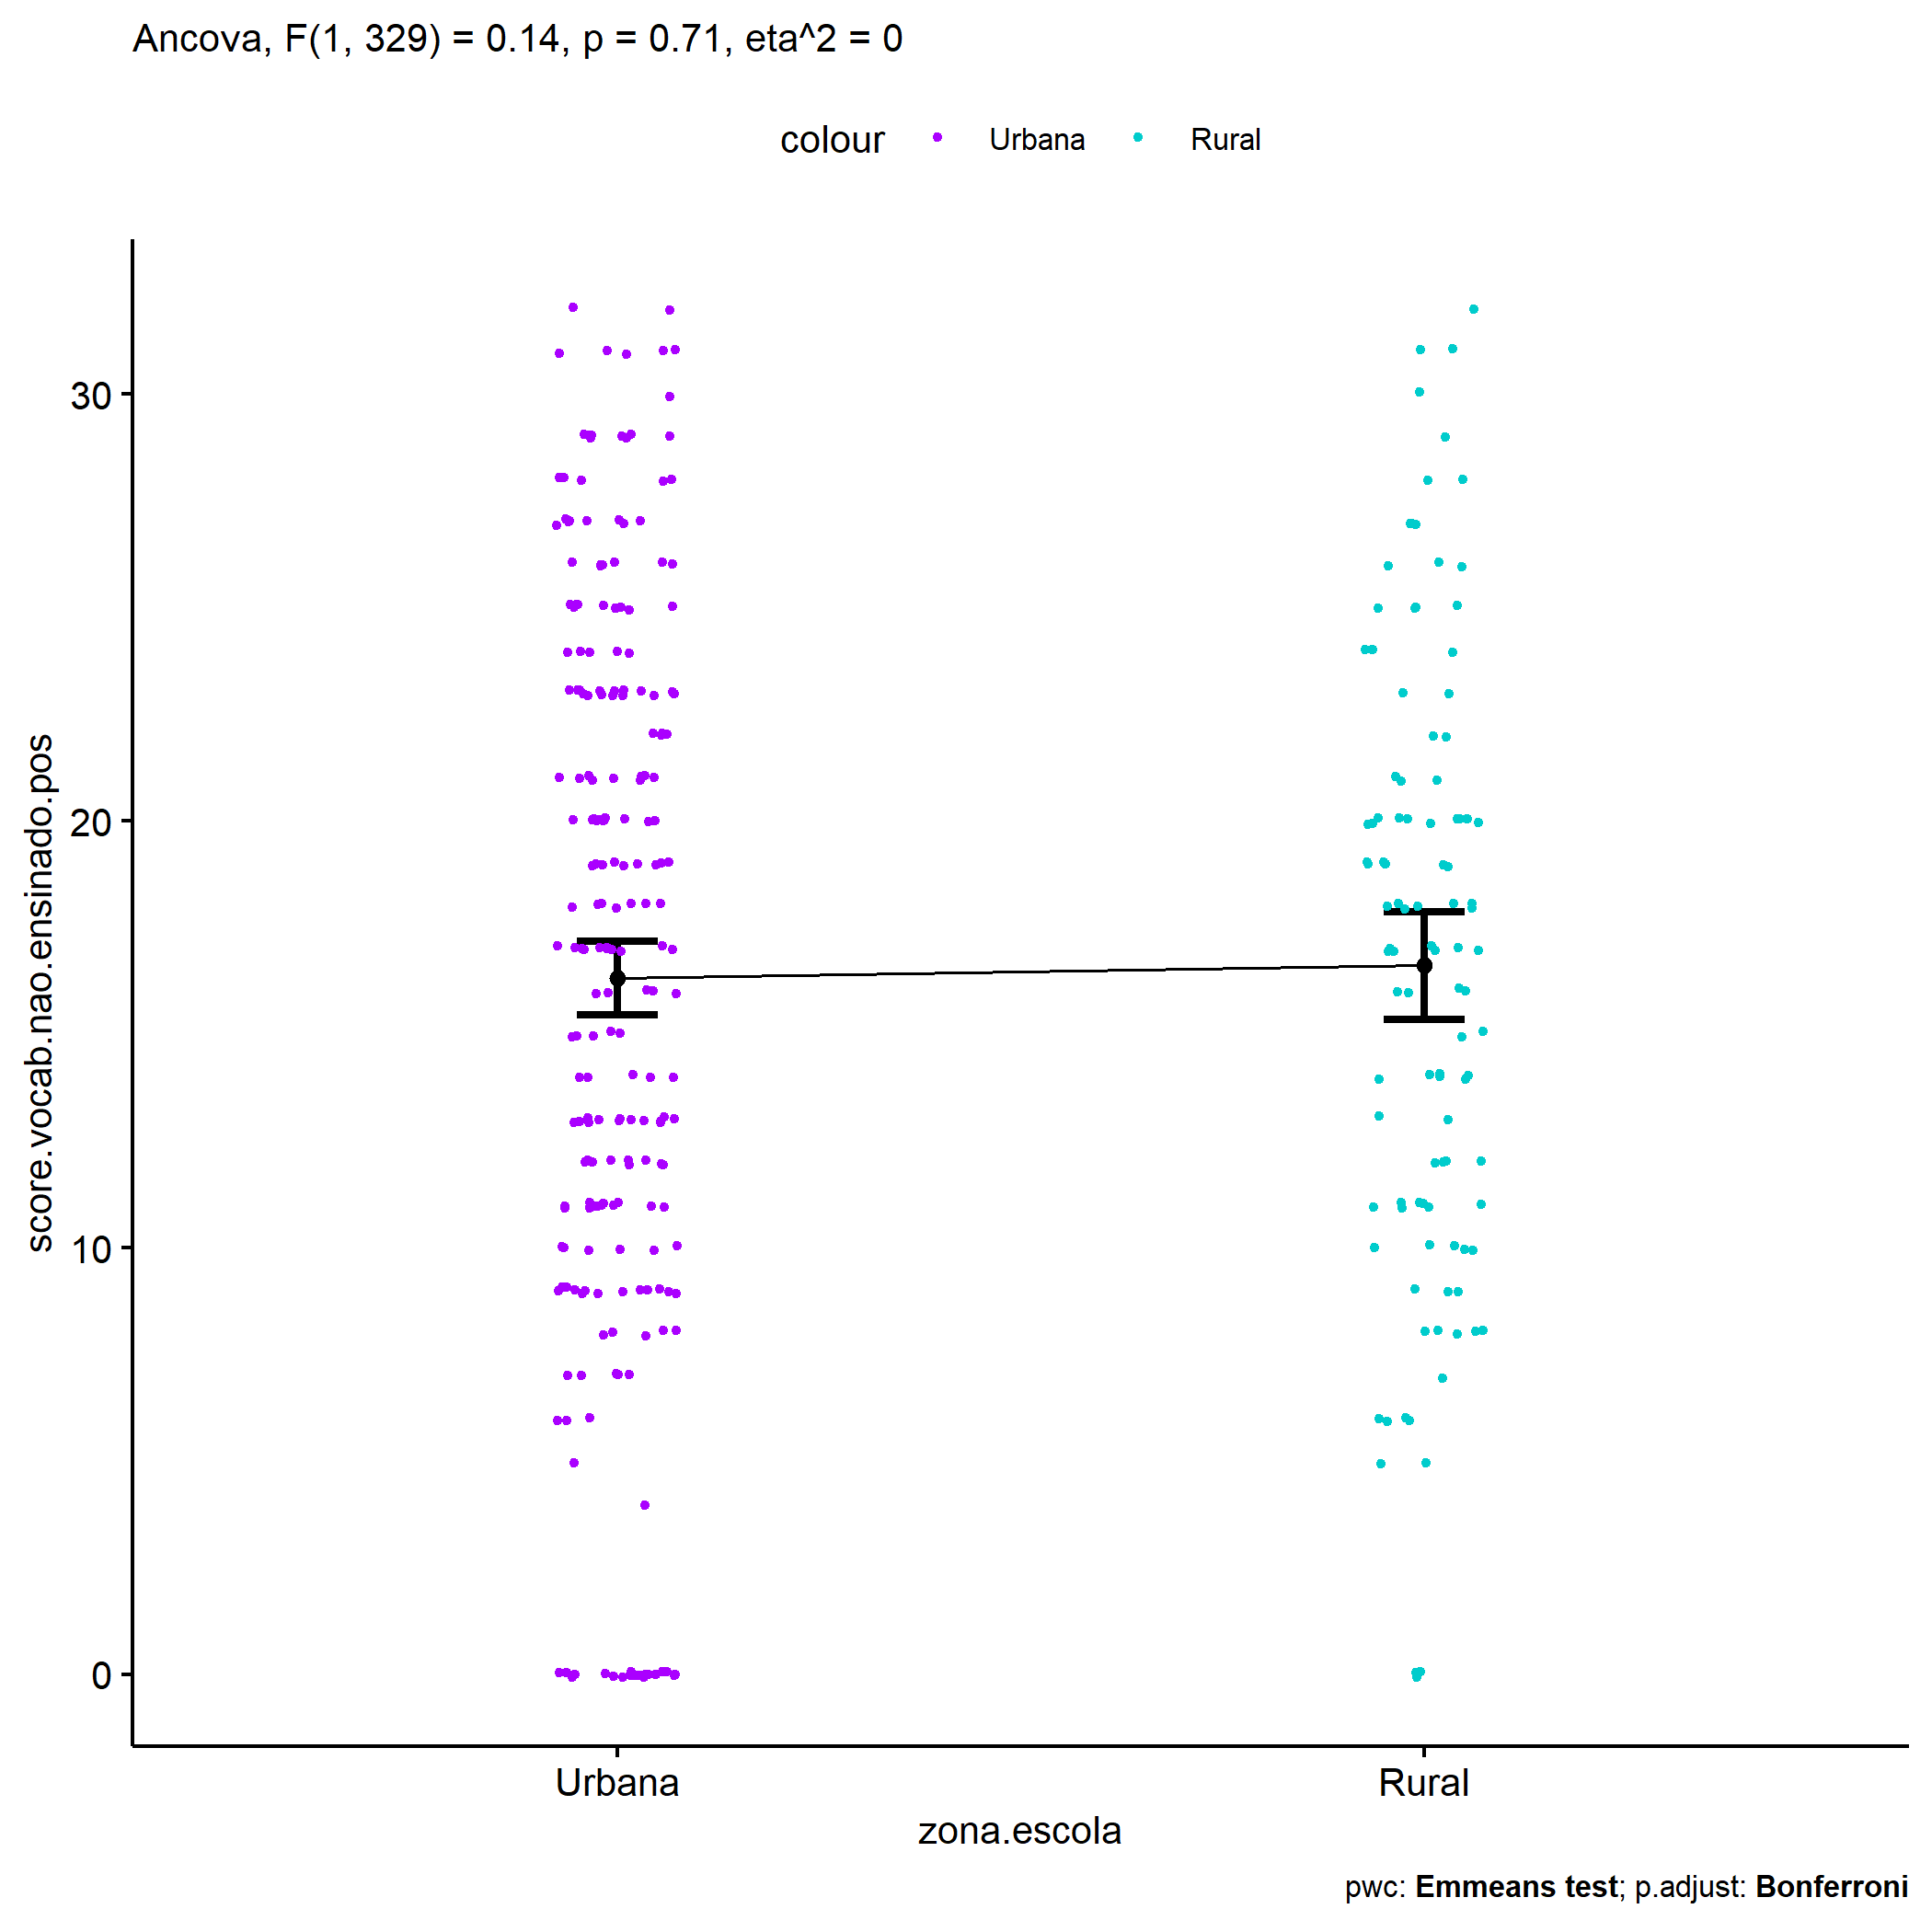 Ancova, F(1, 329) = 0.14, p = 0.71, eta^2 = 0
colour Urbana Rural
score.vocab.nao.ensinado.pos
30
20
10
0
Urbana Rural
zona.escola
pwc: Emmeans test; p.adjust: Bonferroni